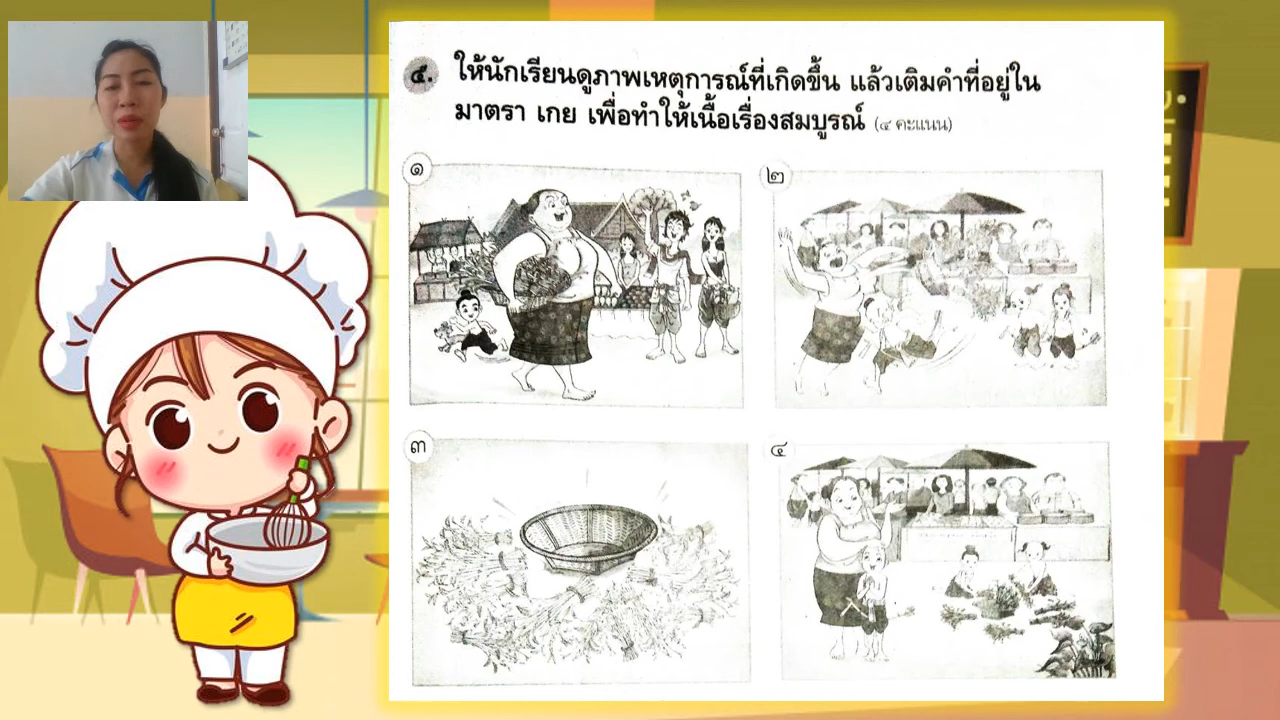 ๕. ให้นักเรียนดูภาพเหตุการณ์ที่เกิดขึ้น แล้วเติมคำที่อยู่ใน
มาตรา เกย เพื่อทำให้เนื้อเรื่องสมบูรณ์ (๔ คะแนน)
๑
๒
๓
๔